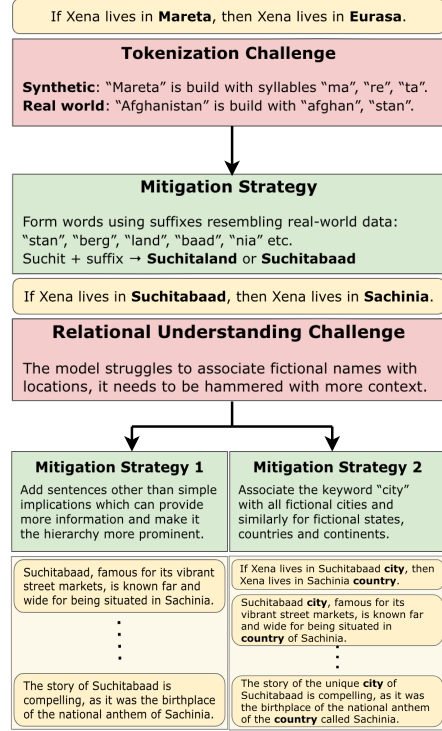 If Xena lives in Mareta, then Xena lives in Eurasa.
Tokenization Challenge
Synthetic: “Mareta” is build with syllables “ma”, “re”, “ta”.
Real world: “Afghanistan” is build with “afghan”, “stan”.
Mitigation Strategy
Form words using suffixes resembling real-world data:
“stan”, “berg”, “land”, “baad”, “nia” etc.
Suchit + suffix → Suchitaland or Suchitabaad
If Xena lives in Suchitabaad, then Xena lives in Sachinia.
Relational Understanding Challenge
The model struggles to associate fictional names with
locations, it needs to be hammered with more context.
Mitigation Strategy 1
Add sentences other than simple
implications which can provide
more information and make it
the hierarchy more prominent.
Suchitabaad, famous for its vibrant
street markets, is known far and
wide for being situated in Sachinia.
The story of Suchitabaad is
compelling, as it was the birthplace
of the national anthem of Sachinia.
Mitigation Strategy 2
Associate the keyword “city”
with all fictional cities and
similarly for fictional states,
countries and continents.
If Xena lives in Suchitabaad city, then
Xena lives in Sachinia country.
Suchitabaad city, famous for its
vibrant street markets, is known far
and wide for being situated in
country of Sachinia.
The story of the unique city of
Suchitabaad is compelling, as it was
the birthplace of the national anthem
of the country called Sachinia.